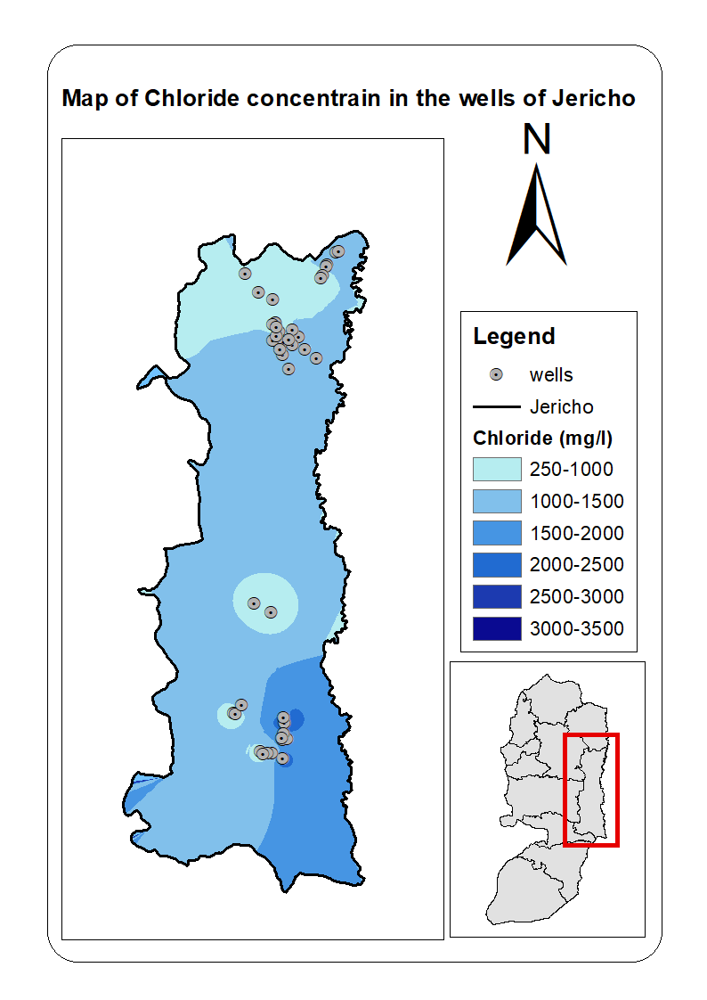 Map of Chloride concentrain in the wells of Jericho
N
Legend
wells
Jericho
Chloride (mg/l)
250-1000
1000-1500
1500-2000
2000-2500
2500-3000
3000-3500